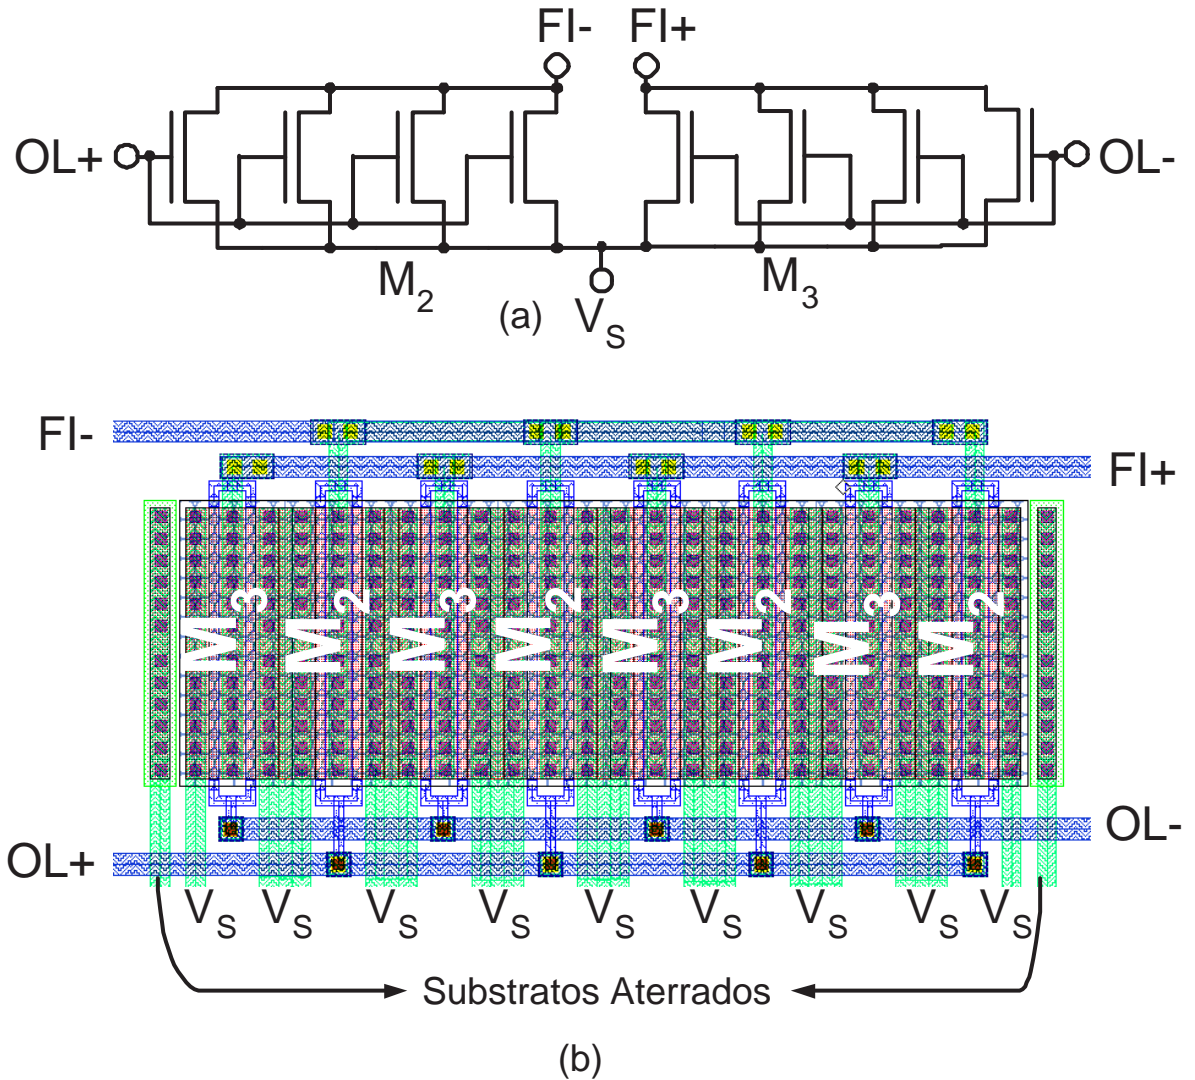 FI- FI+
OL+ OL-
M2 M3
(a) VS
FI-
FI+
M3 M2 M3 M2 M3 M2 M3 M2
OL-
OL+
VS VS VS VS VS VS VS VS VS
Substratos Aterrados
(b)